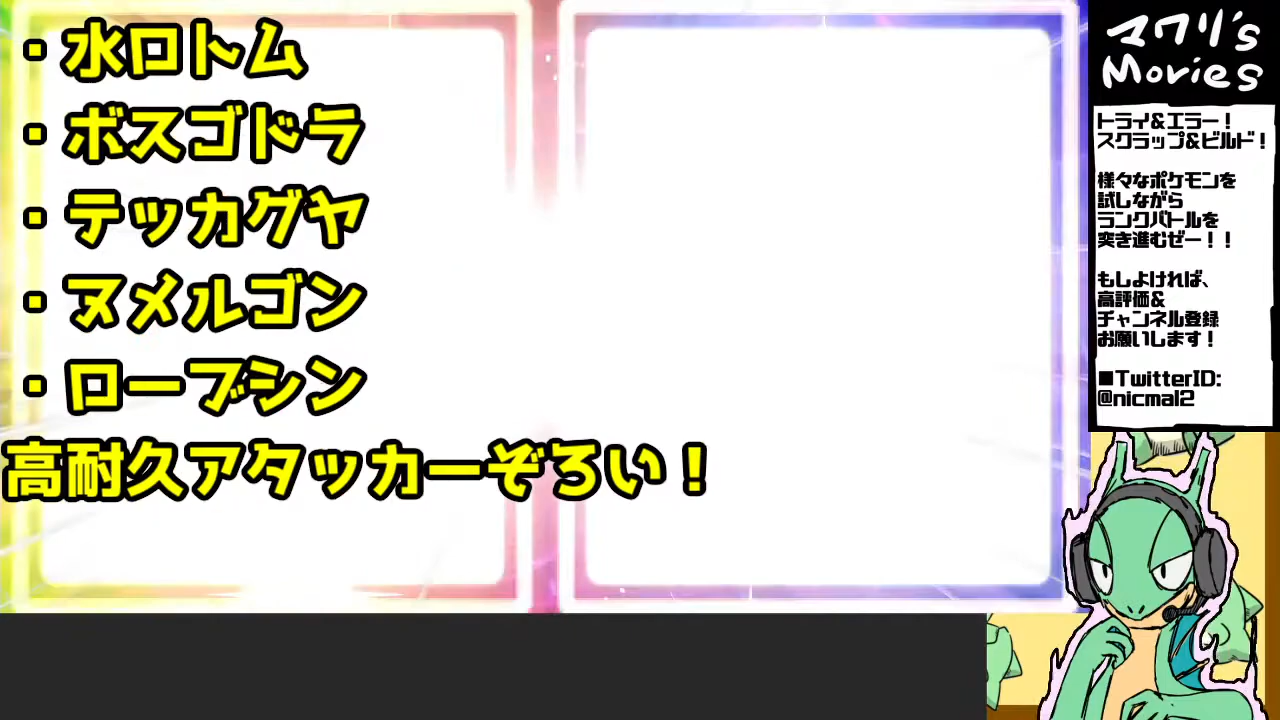 ・水ロトム
・ボスゴドラ
・テッカグヤ
・ヌメルゴン
・ローブシン
高耐久アタッカーぞろい！
マワリ's
Movies
トライ&エラー！
スクラップ&ビルド！
様々なポケモンを
試しながら
ランクバトルを
突き進むぜー！！
もしよければ、
高評価&
チャンネル登録
お願いします！
■TwitterID:
@nicmal2